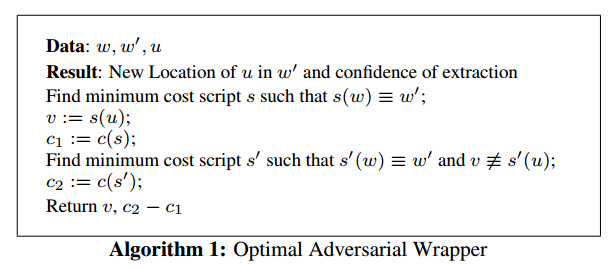 Data: w, w′, u
Result: New Location of u in w′ and confidence of extraction
Find minimum cost script s such that s(w) ≡ w′;
v := s(u);
c₁ := c(s);
Find minimum cost script s′ such that s′(w) ≡ w′ and v ≢ s′(u);
c₂ := c(s′);
Return v, c₂ − c₁
Algorithm 1: Optimal Adversarial Wrapper